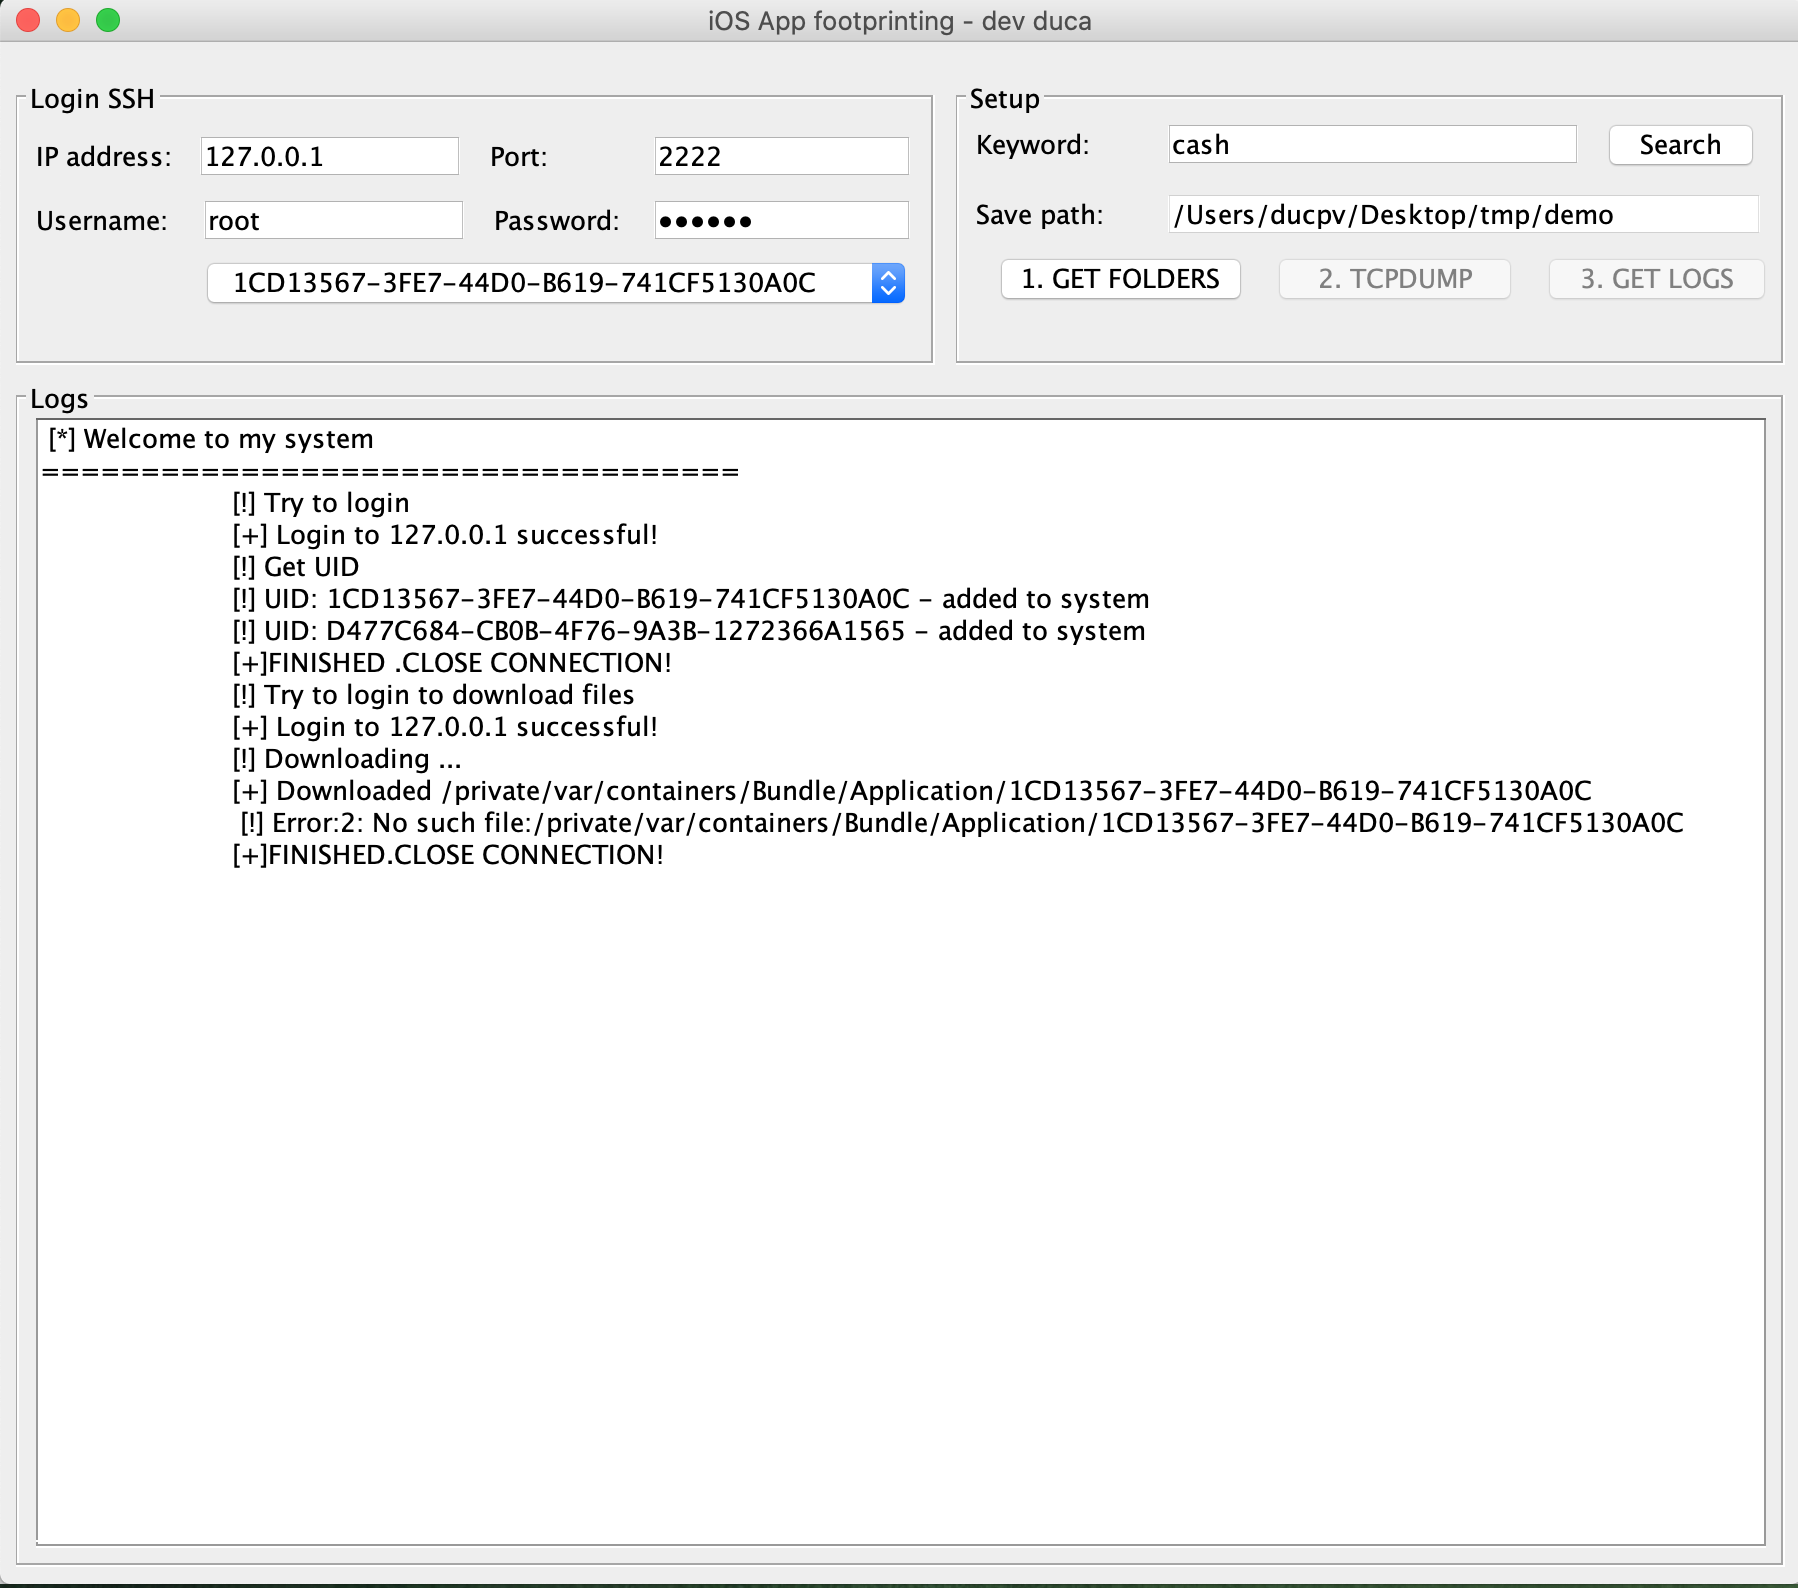 iOS App footprinting - dev duca
Login SSH
IP address: 127.0.0.1 Port: 2222
Username: root Password: ••••••
1CD13567-3FE7-44D0-B619-741CF5130A0C
Setup
Keyword: cash Search
Save path: /Users/ducpv/Desktop/tmp/demo
1. GET FOLDERS 2. TCPDUMP 3. GET LOGS
Logs
[*] Welcome to my system
===================================
[!] Try to login
[+] Login to 127.0.0.1 successful!
[!] Get UID
[!] UID: 1CD13567-3FE7-44D0-B619-741CF5130A0C - added to system
[!] UID: D477C684-CB0B-4F76-9A3B-1272366A1565 - added to system
[+]FINISHED .CLOSE CONNECTION!
[!] Try to login to download files
[+] Login to 127.0.0.1 successful!
[!] Downloading ...
[+] Downloaded /private/var/containers/Bundle/Application/1CD13567-3FE7-44D0-B619-741CF5130A0C
[!] Error:2: No such file:/private/var/containers/Bundle/Application/1CD13567-3FE7-44D0-B619-741CF5130A0C
[+]FINISHED.CLOSE CONNECTION!